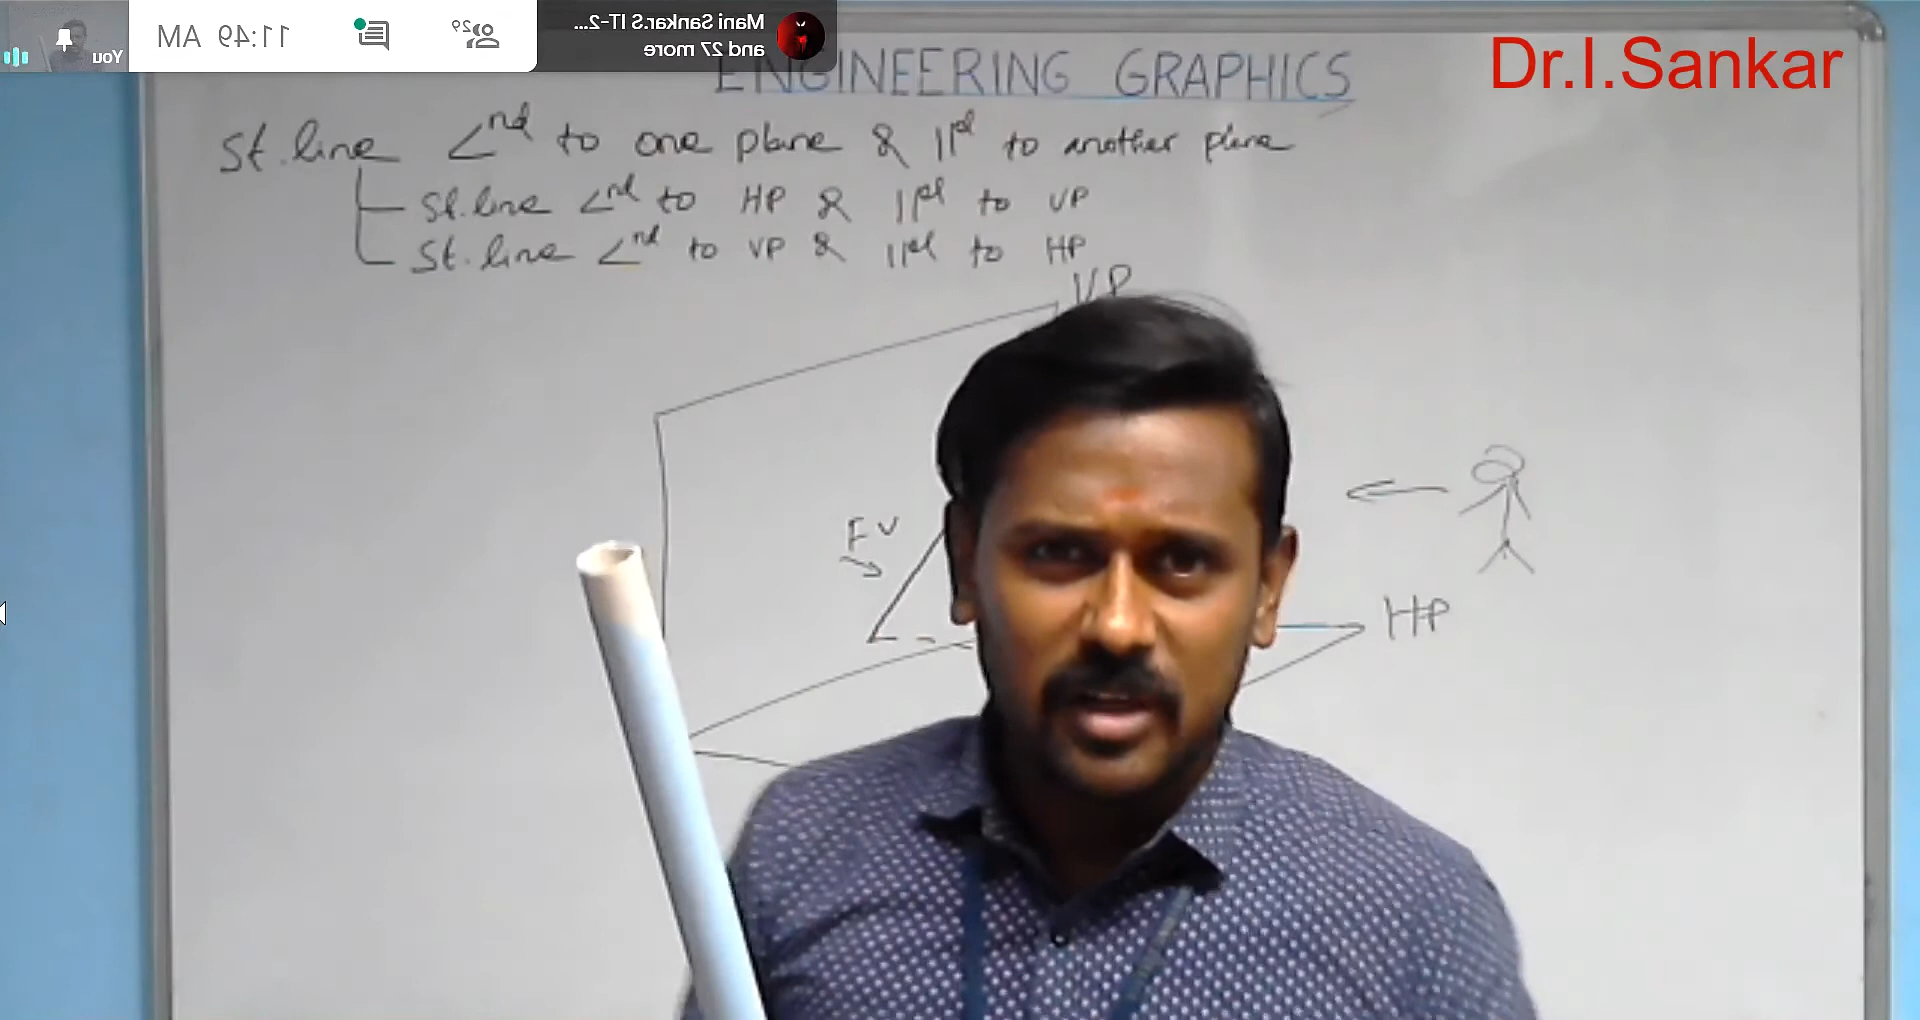 Mani Sankar.S IT-2...
and 27 more
29
11:49 AM
You
Dr.I.Sankar
ENGINEERING GRAPHICS
St. line ∠nd to one plane & ||el to another plane
St. line ∠nd to HP & ||el to VP
St. line ∠nd to VP & ||el to HP
VP
FV
HP